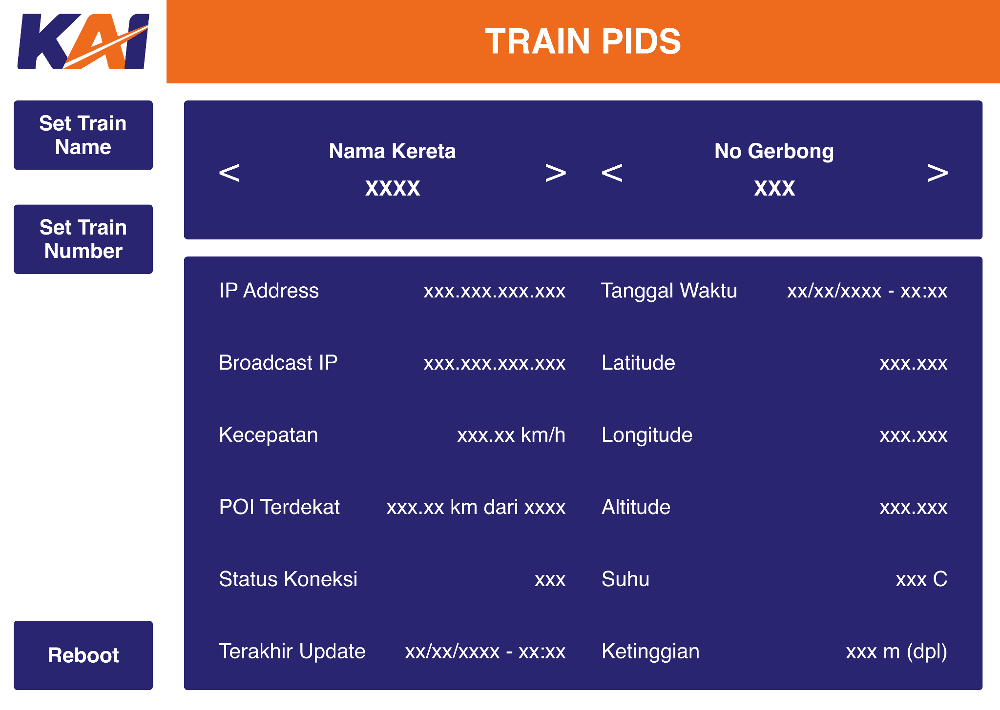 KAI
TRAIN PIDS
Set Train
Name
Set Train
Number
Reboot
< Nama Kereta >
xxxx
< No Gerbong >
xxx
IP Address xxx.xxx.xxx.xxx
Broadcast IP xxx.xxx.xxx.xxx
Kecepatan xxx.xx km/h
POI Terdekat xxx.xx km dari xxxx
Status Koneksi xxx
Terakhir Update xx/xx/xxxx - xx:xx
Tanggal Waktu xx/xx/xxxx - xx:xx
Latitude xxx.xxx
Longitude xxx.xxx
Altitude xxx.xxx
Suhu xxx C
Ketinggian xxx m (dpl)